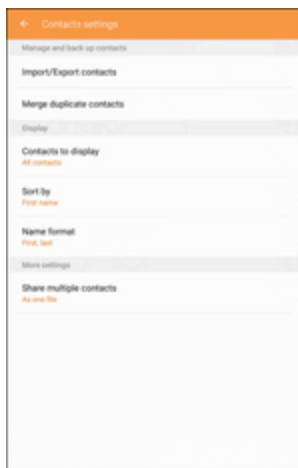 Contacts settings
Manage and back up contacts
Import/Export contacts
Merge duplicate contacts
Display
Contacts to display
All contacts
Sort by
First name
Name format
First, last
More settings
Share multiple contacts
As one file